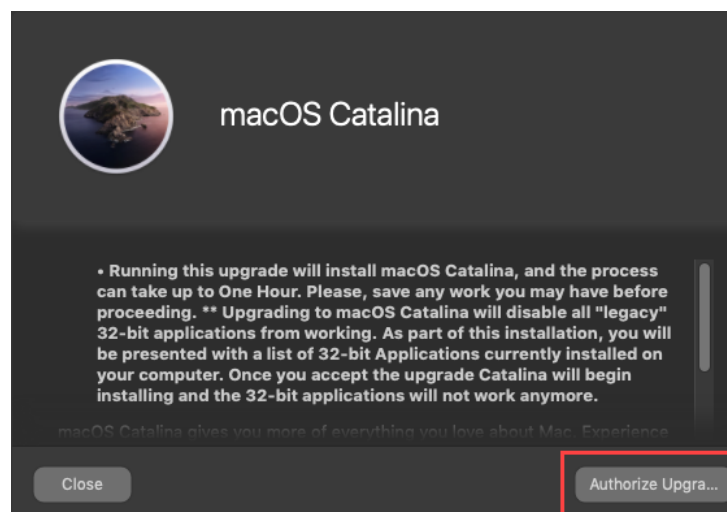 macOS Catalina
• Running this upgrade will install macOS Catalina, and the process
can take up to One Hour. Please, save any work you may have before
proceeding. ** Upgrading to macOS Catalina will disable all "legacy"
32-bit applications from working. As part of this installation, you will
be presented with a list of 32-bit Applications currently installed on
your computer. Once you accept the upgrade Catalina will begin
installing and the 32-bit applications will not work anymore.
macOS Catalina gives you more of everything you love about Mac. Experience
Close
Authorize Upgra...